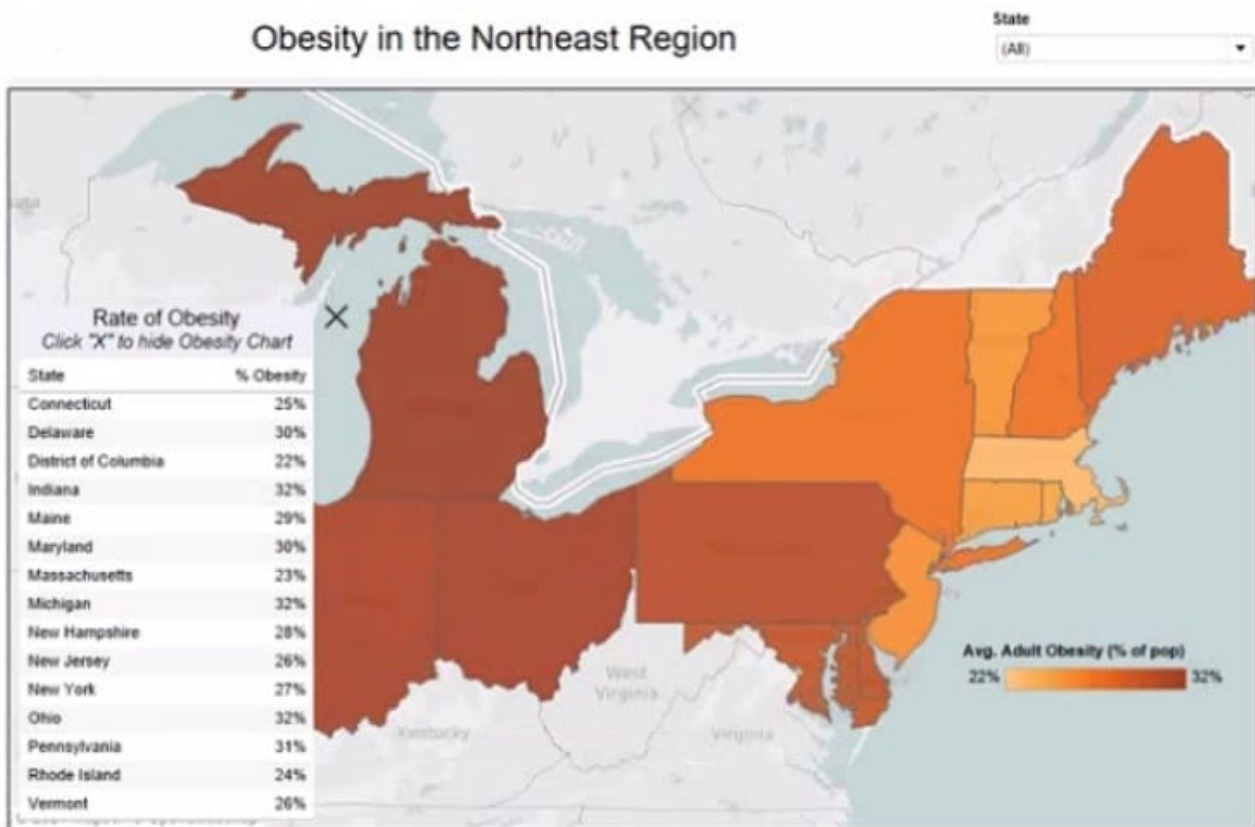 Obesity in the Northeast Region
State
(All)
Rate of Obesity
Click "X" to hide Obesity Chart
State % Obesity
Connecticut 25%
Delaware 30%
District of Columbia 22%
Indiana 32%
Maine 29%
Maryland 30%
Massachusetts 23%
Michigan 32%
New Hampshire 28%
New Jersey 26%
New York 27%
Ohio 32%
Pennsylvania 31%
Rhode Island 24%
Vermont 26%
West
Virginia
Kentucky
Virginia
Avg. Adult Obesity (% of pop)
22% 32%